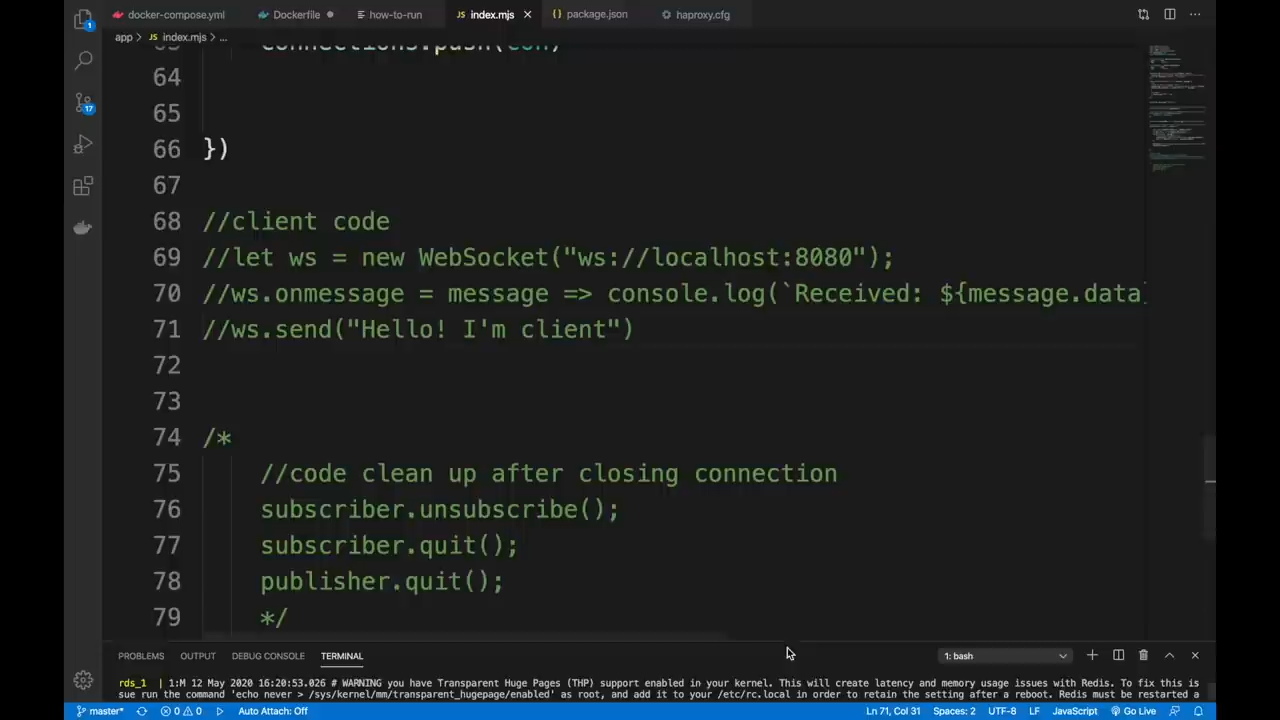 docker-compose.yml Dockerfile how-to-run index.mjs package.json haproxy.cfg
app > index.mjs > ...
connections.push(con)
64
65
66 })
67
68 //client code
69 //let ws = new WebSocket("ws://localhost:8080");
70 //ws.onmessage = message => console.log(`Received: ${message.data}
71 //ws.send("Hello! I'm client")
72
73
74 /*
75 //code clean up after closing connection
76 subscriber.unsubscribe();
77 subscriber.quit();
78 publisher.quit();
79 */
PROBLEMS OUTPUT DEBUG CONSOLE TERMINAL 1: bash
rds_1 | 1:M 12 May 2020 16:20:53.026 # WARNING you have Transparent Huge Pages (THP) support enabled in your kernel. This will create latency and memory usage issues with Redis. To fix this is
sue run the command 'echo never > /sys/kernel/mm/transparent_hugepage/enabled' as root, and add it to your /etc/rc.local in order to retain the setting after a reboot. Redis must be restarted a
master* 0 0 Auto Attach: Off Ln 71, Col 31 Spaces: 2 UTF-8 LF JavaScript Go Live